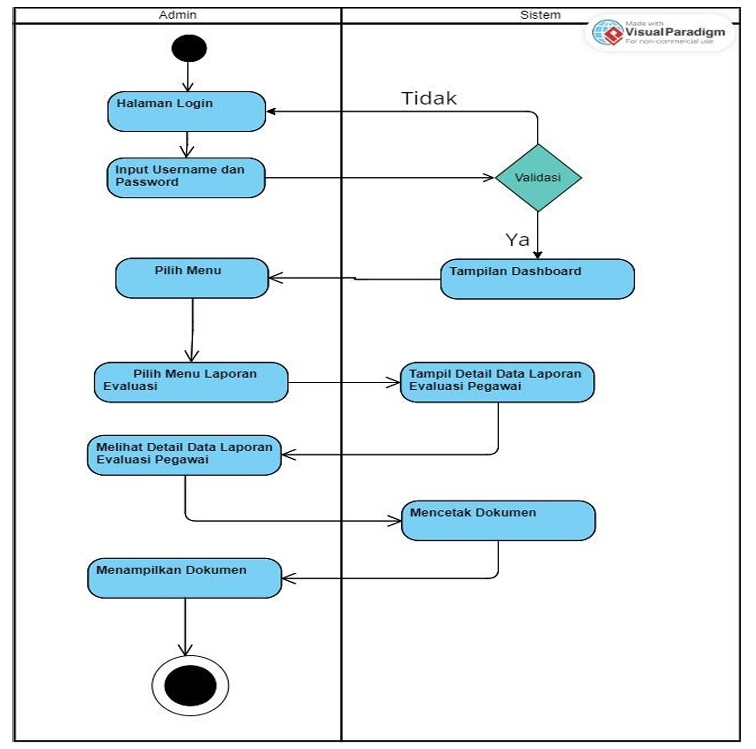 Admin
Sistem
Made with
Visual Paradigm
For non-commercial use
Halaman Login
Tidak
Input Username dan
Password
Validasi
Ya
Pilih Menu
Tampilan Dashboard
Pilih Menu Laporan
Evaluasi
Tampil Detail Data Laporan
Evaluasi Pegawai
Melihat Detail Data Laporan
Evaluasi Pegawai
Mencetak Dokumen
Menampilkan Dokumen